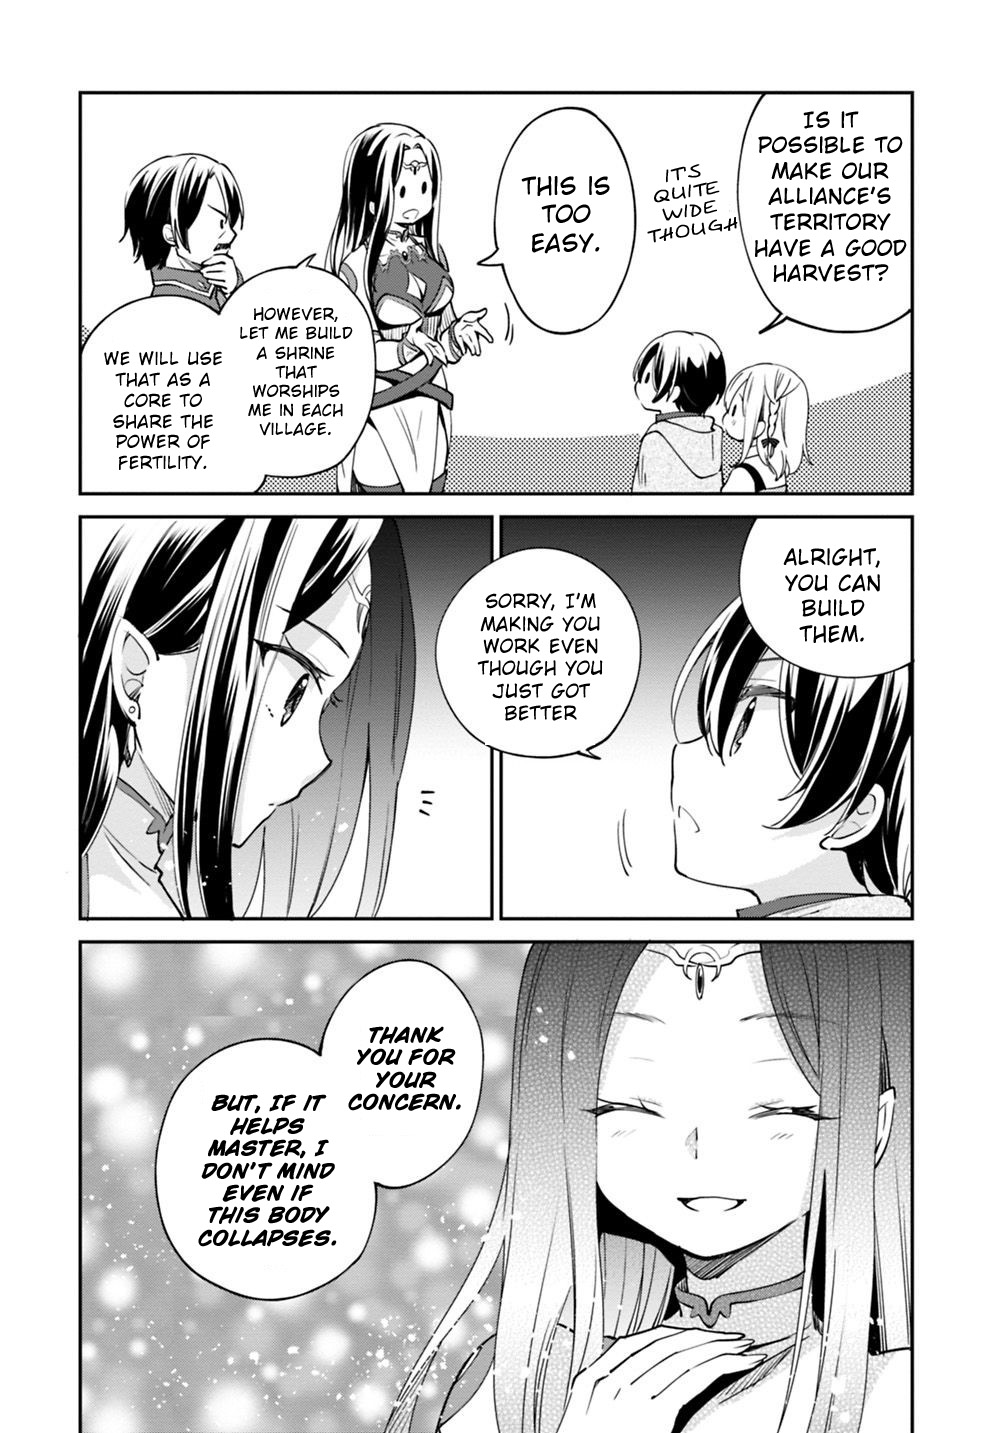 IS IT
POSSIBLE TO
MAKE OUR
ALLIANCE'S
TERRITORY
HAVE A GOOD
HARVEST?
IT'S
QUITE
WIDE
THOUGH
THIS IS
TOO
EASY.
HOWEVER,
LET ME BUILD
A SHRINE
THAT
WORSHIPS
ME IN EACH
VILLAGE.
WE WILL USE
THAT AS A
CORE TO
SHARE THE
POWER OF
FERTILITY.
ALRIGHT,
YOU CAN
BUILD
THEM.
SORRY, I'M
MAKING YOU
WORK EVEN
THOUGH YOU
JUST GOT
BETTER
THANK
YOU FOR
YOUR
CONCERN.
BUT, IF IT
HELPS
MASTER, I
DON'T MIND
EVEN IF
THIS BODY
COLLAPSES.